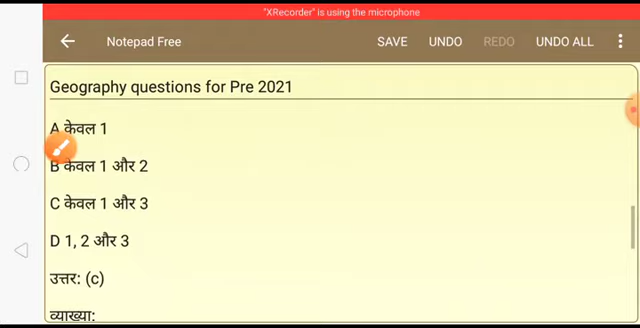 "XRecorder" is using the microphone
Notepad Free SAVE UNDO REDO UNDO ALL
Geography questions for Pre 2021
A केवल 1
B केवल 1 और 2
C केवल 1 और 3
D 1, 2 और 3
उत्तर: (c)
व्याख्या: